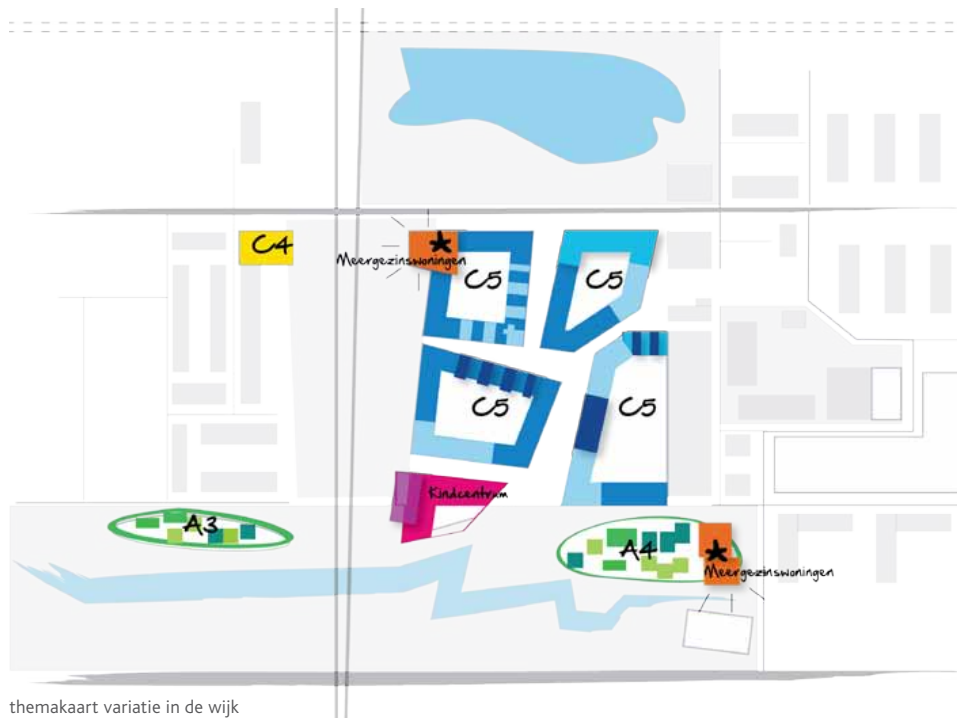 C4
Meergezinswoningen
C5
C5
C5
C5
Kindcentrum
A3
A4
Meergezinswoningen
themakaart variatie in de wijk